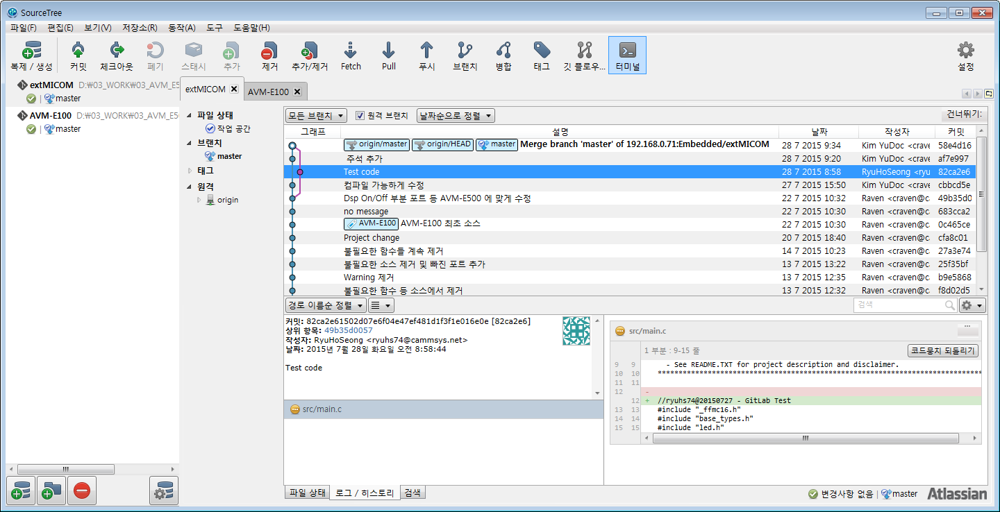 SourceTree
파일(F) 편집(E) 보기(V) 저장소(R) 동작(A) 도구 도움말(H)
복제 / 생성 커밋 체크아웃 폐기 스태시 추가 제거 추가/제거 Fetch Pull 푸시 브랜치 병합 태그 깃 플로우... 터미널 설정
extMICOM D:₩03_WORK₩03_AVM_E5
master
AVM-E100 D:₩03_WORK₩03_AVM_E5
master
extMICOM AVM-E100
파일 상태
작업 공간
브랜치
master
태그
원격
origin
모든 브랜치 원격 브랜치 날짜순으로 정렬 건너뛰기:
그래프 설명 날짜 작성자 커밋
origin/master origin/HEAD master Merge branch 'master' of 192.168.0.71:Embedded/extMICOM 28 7 2015 9:34 Kim YuDoc <crave 58e4d16
주석 추가 28 7 2015 9:20 Kim YuDoc <crave af7e997
Test code 28 7 2015 8:58 RyuHoSeong <ryu 82ca2e6
컴파일 가능하게 수정 27 7 2015 15:50 Kim YuDoc <crave cbbcd5e
Dsp On/Off 부분 포트 등 AVM-E500 에 맞게 수정 22 7 2015 10:32 Raven <craven@c 49b35d0
no message 22 7 2015 10:30 Raven <craven@c 683cca2
AVM-E100 AVM-E100 최초 소스 22 7 2015 10:30 Raven <craven@c 0c465ce
Project change 20 7 2015 18:40 Raven <craven@c cfa8c01
불필요한 함수들 계속 제거 14 7 2015 10:23 Raven <craven@c 27a3e74
불필요한 소스 제거 및 빠진 포트 추가 13 7 2015 13:22 Raven <craven@c 25f35bf
Warning 제거 13 7 2015 12:35 Raven <craven@c b9e5868
불필요한 함수 등 소스에서 제거 13 7 2015 12:32 Raven <craven@c f8d02d5
경로 이름순 정렬 검색
커밋: 82ca2e61502d07e6f04e47ef481d1f3f1e016e0e [82ca2e6]
상위 항목: 49b35d0057
작성자: RyuHoSeong <ryuhs74@cammsys.net>
날짜: 2015년 7월 28일 화요일 오전 8:58:44
Test code
src/main.c
src/main.c
1 부분 : 9-15 줄 코드뭉치 되돌리기
9 9 - See README.TXT for project description and disclaimer.
10 10 *******************************************************************************
11 11
12 -
12 + //ryuhs74@20150727 - GitLab Test
13 13 #include "_ffmc16.h"
14 14 #include "base_types.h"
15 15 #include "led.h"
파일 상태 로그 / 히스토리 검색
변경사항 없음 master Atlassian